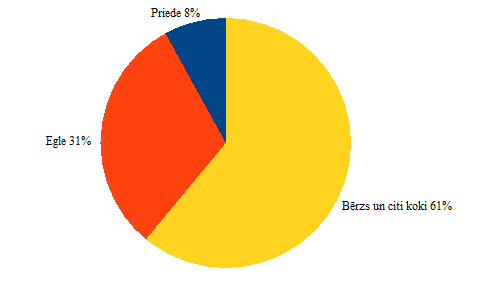 Priede 8%
Egle 31%
Bērzs un citi koki 61%